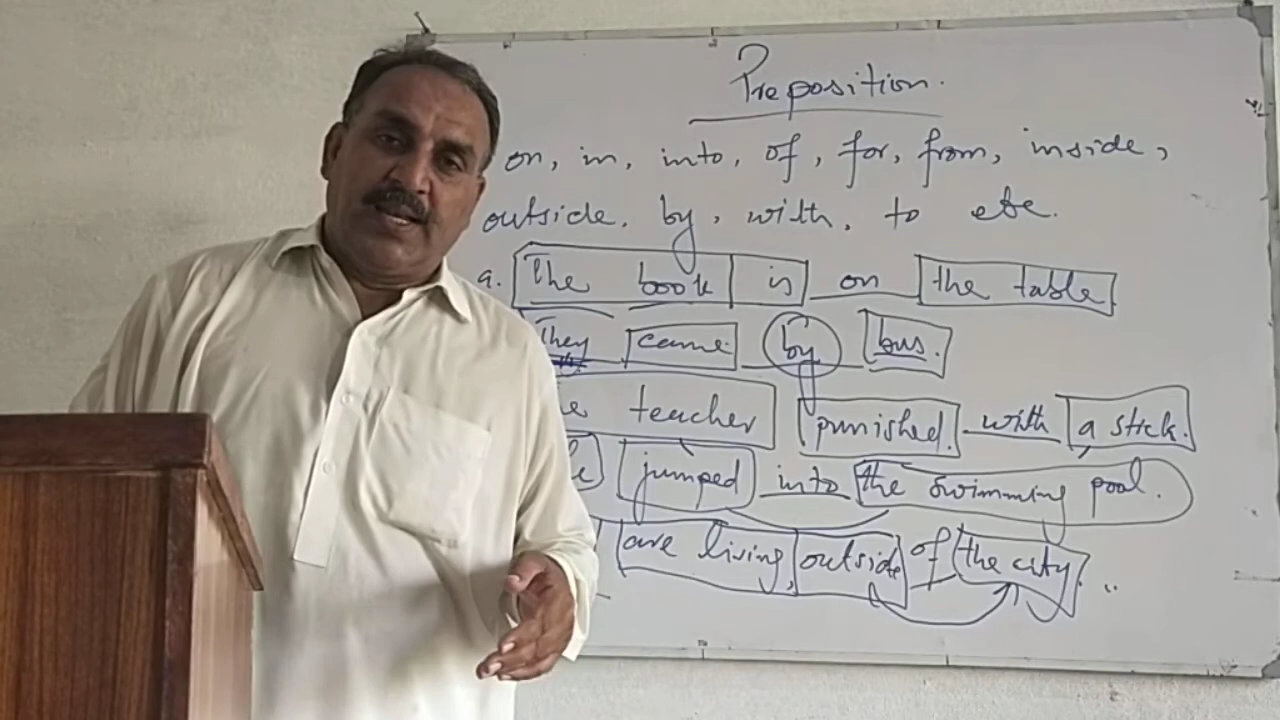 Preposition.
on, in, into, of, for, from, inside,
outside, by, with, to etc.
a. The book is on the table.
They came by bus.
teacher punished with a stick.
jumped into the swimming pool.
are living outside of the city.